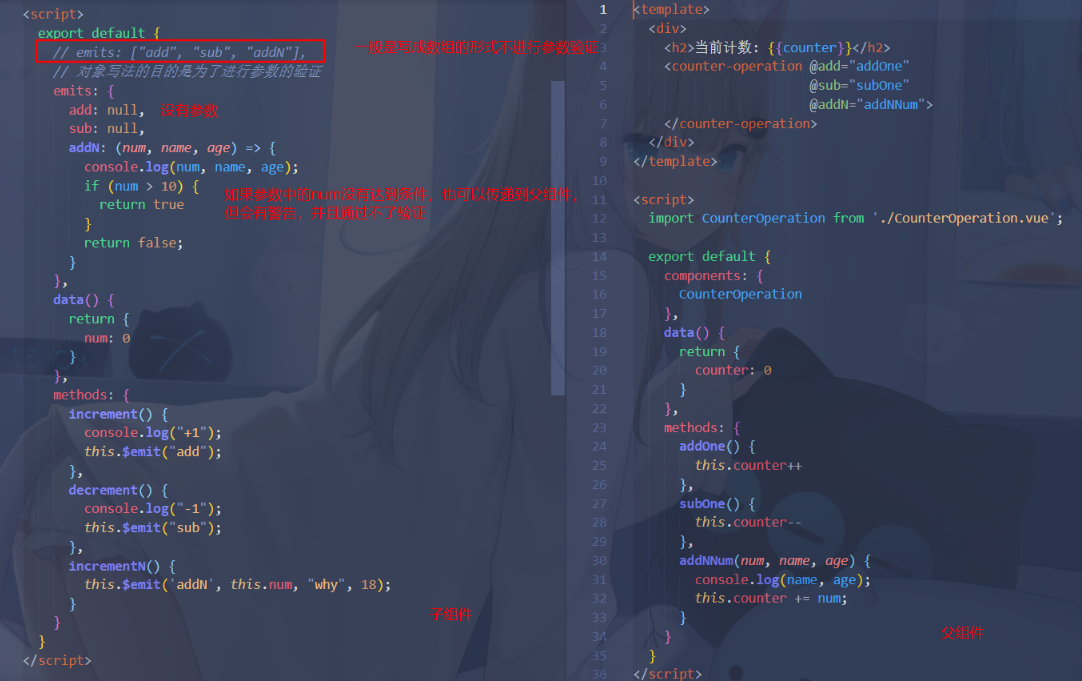 <script>
export default {
// emits: ["add", "sub", "addN"],
一般是写成数组的形式不进行参数验证
// 对象写法的目的是为了进行参数的验证
emits: {
add: null,
没有参数
sub: null,
addN: (num, name, age) => {
console.log(num, name, age);
if (num > 10) {
如果参数中的num没有达到条件，也可以传递到父组件，
return true
但会有警告，并且通过不了验证
}
return false;
}
},
data() {
return {
num: 0
}
},
methods: {
increment() {
console.log("+1");
this.$emit("add");
},
decrement() {
console.log("-1");
this.$emit("sub");
},
incrementN() {
this.$emit('addN', this.num, "why", 18);
}
子组件
}
}
</script>
1 <template>
2 <div>
3 <h2>当前计数: {{counter}}</h2>
4 <counter-operation @add="addOne"
5 @sub="subOne"
6 @addN="addNNum">
7 </counter-operation>
8 </div>
9 </template>
10
11 <script>
12 import CounterOperation from './CounterOperation.vue';
13
14 export default {
15 components: {
16 CounterOperation
17 },
18 data() {
19 return {
20 counter: 0
21 }
22 },
23 methods: {
24 addOne() {
25 this.counter++
26 },
27 subOne() {
28 this.counter--
29 },
30 addNNum(num, name, age) {
31 console.log(name, age);
32 this.counter += num;
33 }
父组件
34 }
35 }
36 </script>